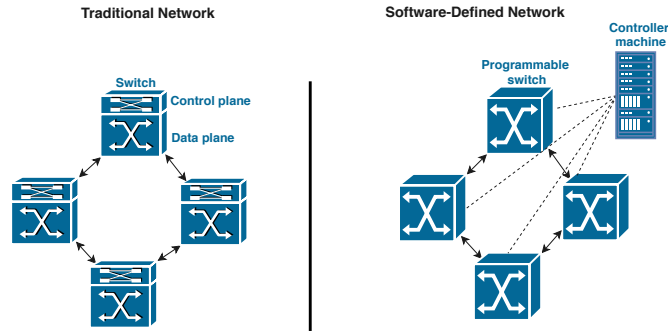 Traditional Network
Software-Defined Network
Switch
Control plane
Data plane
Programmable
switch
Controller
machine